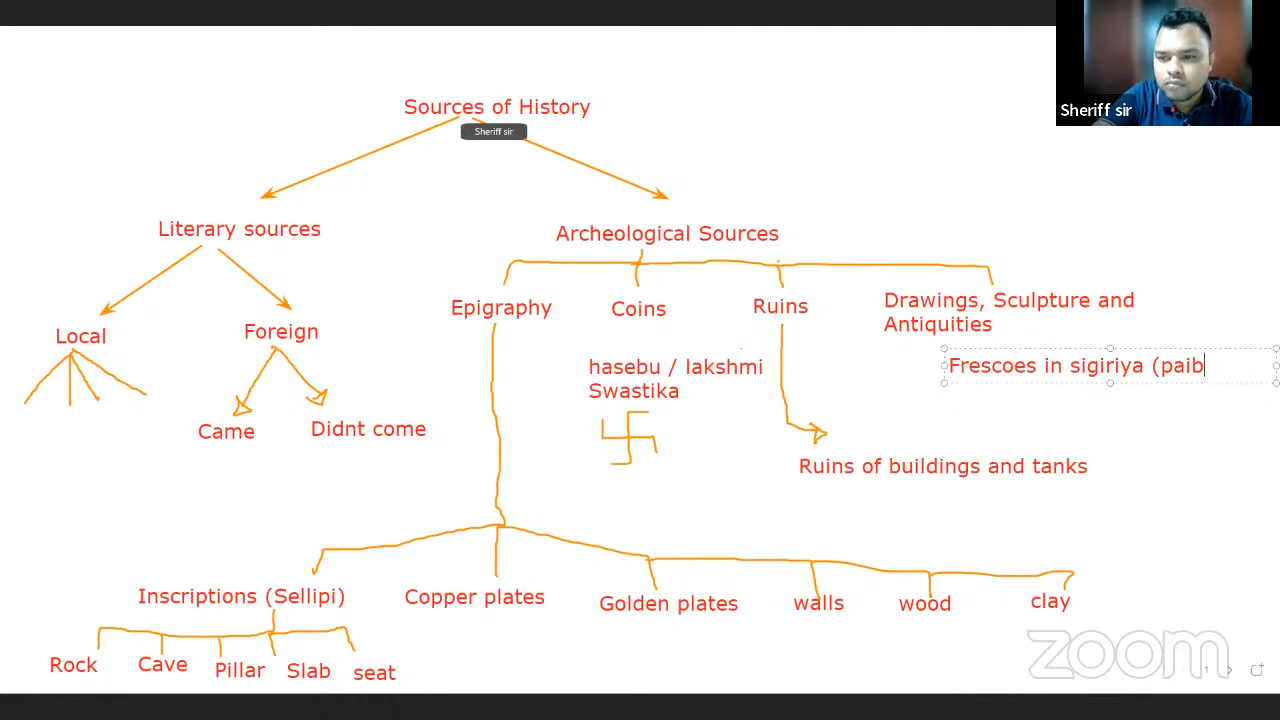 Sources of History
Sheriff sir
Sheriff sir
Literary sources
Archeological Sources
Local
Foreign
Epigraphy
Coins
Ruins
Drawings, Sculpture and
Antiquities
Frescoes in sigiriya (paib
hasebu / lakshmi
Swastika
Came
Didnt come
Ruins of buildings and tanks
Inscriptions (Sellipi)
Copper plates
Golden plates
walls
wood
clay
Rock
Cave
Pillar
Slab
seat
zoom
1